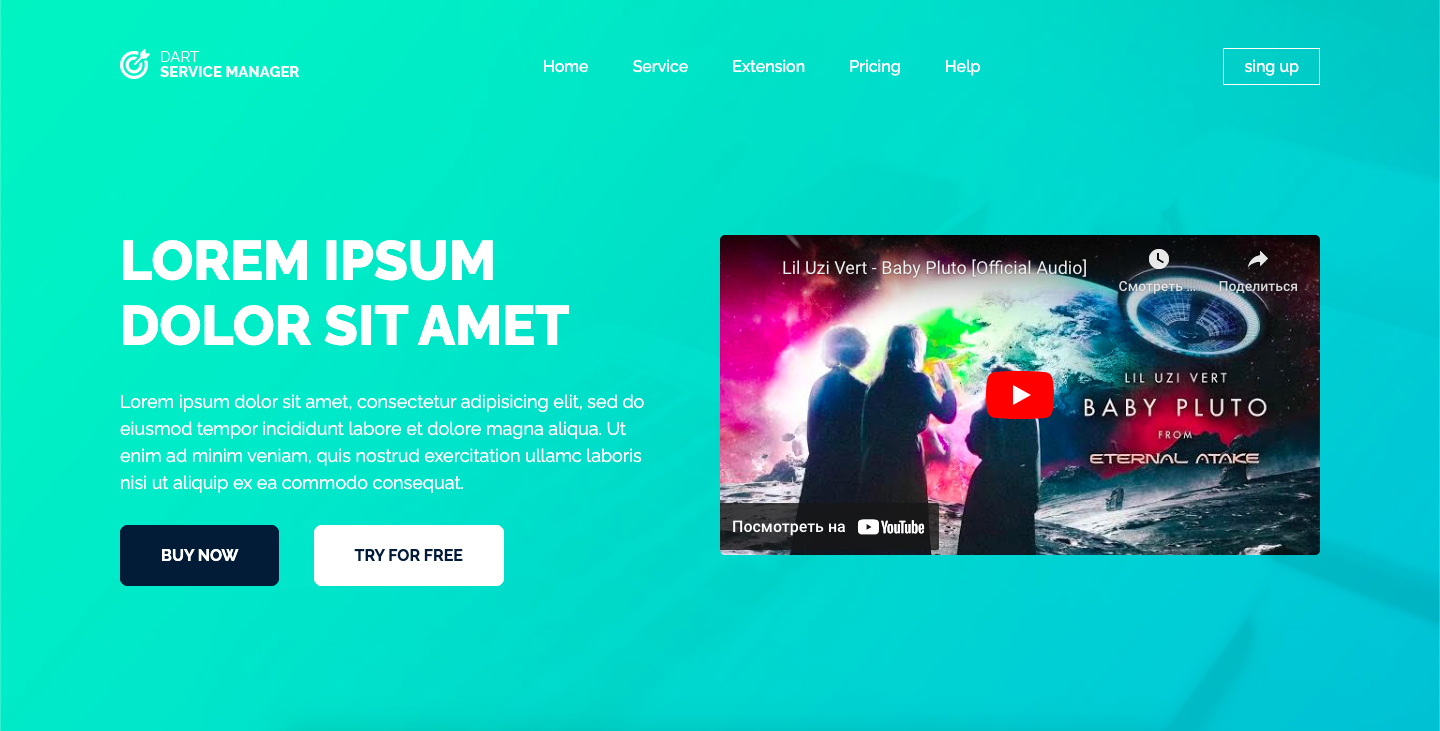 DART
SERVICE MANAGER
Home
Service
Extension
Pricing
Help
sing up
LOREM IPSUM
DOLOR SIT AMET
Lorem ipsum dolor sit amet, consectetur adipisicing elit, sed do
eiusmod tempor incididunt labore et dolore magna aliqua. Ut
enim ad minim veniam, quis nostrud exercitation ullamc laboris
nisi ut aliquip ex ea commodo consequat.
BUY NOW
TRY FOR FREE
Lil Uzi Vert - Baby Pluto [Official Audio]
Смотреть ...
Поделиться
LIL UZI VERT
BABY PLUTO
FROM
ETERNAL ATAKE
Посмотреть на YouTube